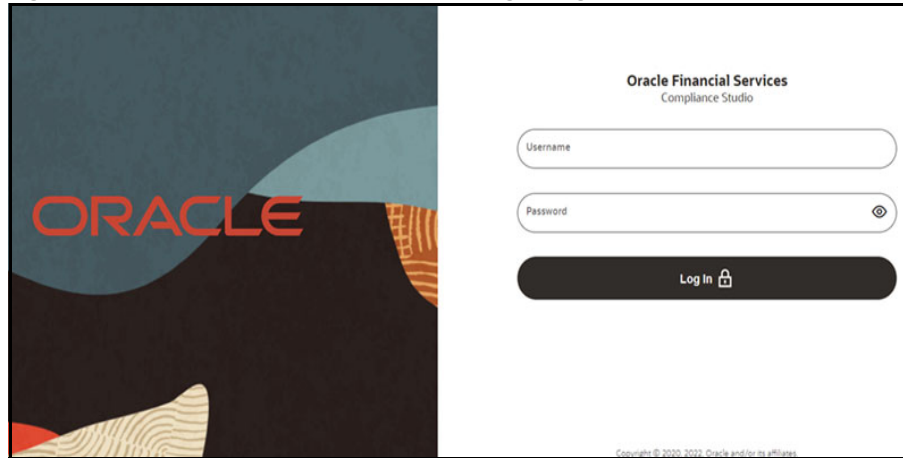 ORACLE
Oracle Financial Services
Compliance Studio
Username
Password
Log In
Copyright © 2020, 2022, Oracle and/or its affiliates